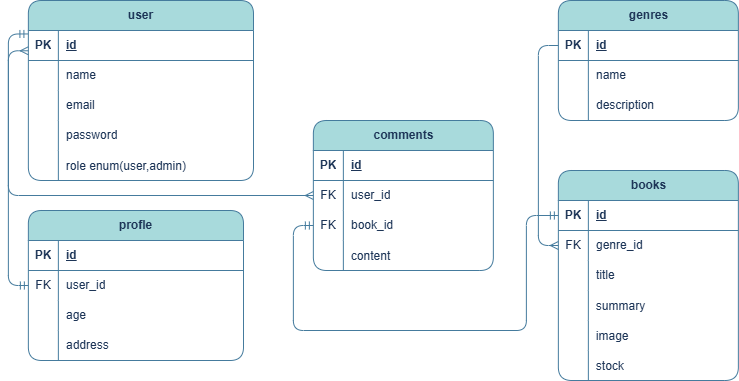 user
PK id
name
email
password
role enum(user,admin)
profle
PK id
FK user_id
age
address
comments
PK id
FK user_id
FK book_id
content
genres
PK id
name
description
books
PK id
FK genre_id
title
summary
image
stock